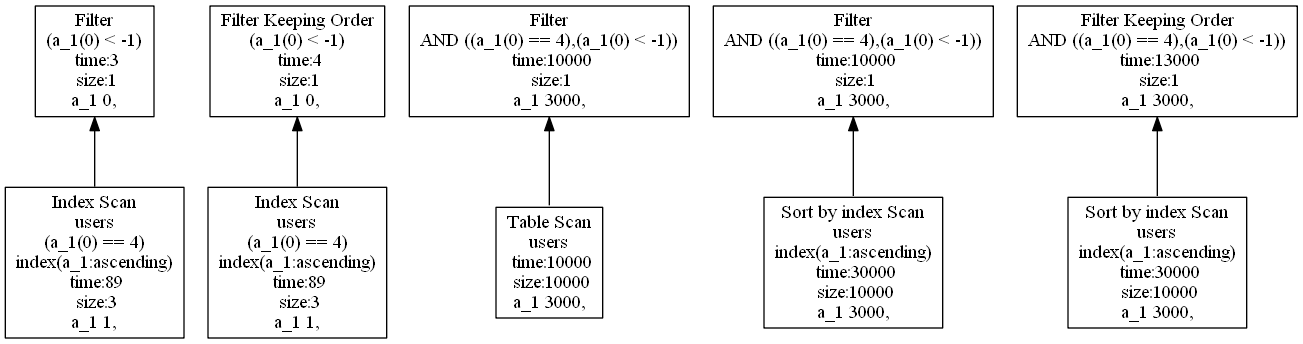 Filter
(a_1(0) < -1)
time:3
size:1
a_1 0,
Index Scan
users
(a_1(0) == 4)
index(a_1:ascending)
time:89
size:3
a_1 1,
Filter Keeping Order
(a_1(0) < -1)
time:4
size:1
a_1 0,
Index Scan
users
(a_1(0) == 4)
index(a_1:ascending)
time:89
size:3
a_1 1,
Filter
AND ((a_1(0) == 4),(a_1(0) < -1))
time:10000
size:1
a_1 3000,
Table Scan
users
time:10000
size:10000
a_1 3000,
Filter
AND ((a_1(0) == 4),(a_1(0) < -1))
time:10000
size:1
a_1 3000,
Sort by index Scan
users
index(a_1:ascending)
time:30000
size:10000
a_1 3000,
Filter Keeping Order
AND ((a_1(0) == 4),(a_1(0) < -1))
time:13000
size:1
a_1 3000,
Sort by index Scan
users
index(a_1:ascending)
time:30000
size:10000
a_1 3000,